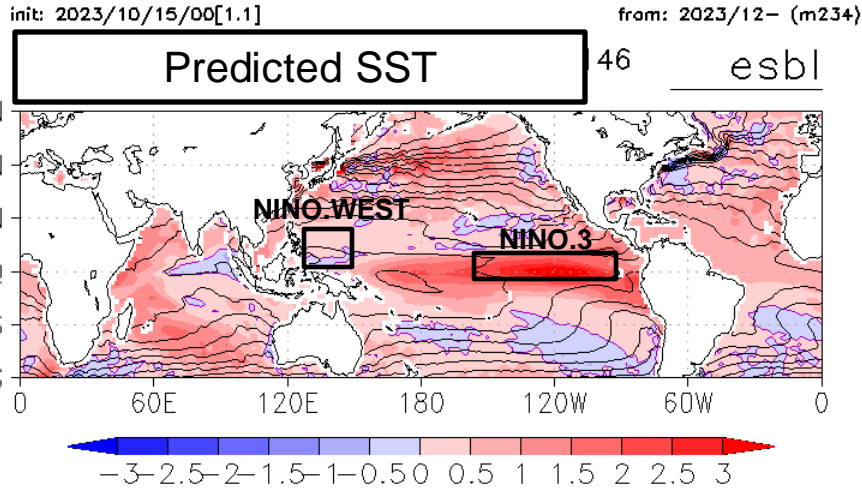 init: 2023/10/15/00[1.1] from: 2023/12- (m234)
Predicted SST 46 esbl
NINO.WEST
NINO.3
0 60E 120E 180 120W 60W 0
-3 -2.5 -2 -1.5 -1 -0.5 0 0.5 1 1.5 2 2.5 3